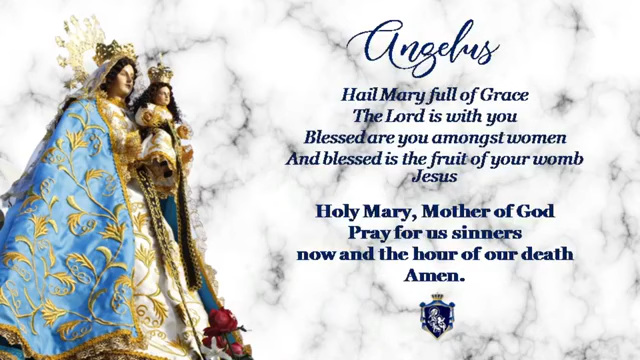 Angelus
Hail Mary full of Grace
The Lord is with you
Blessed are you amongst women
And blessed is the fruit of your womb
Jesus
Holy Mary, Mother of God
Pray for us sinners
now and the hour of our death
Amen.